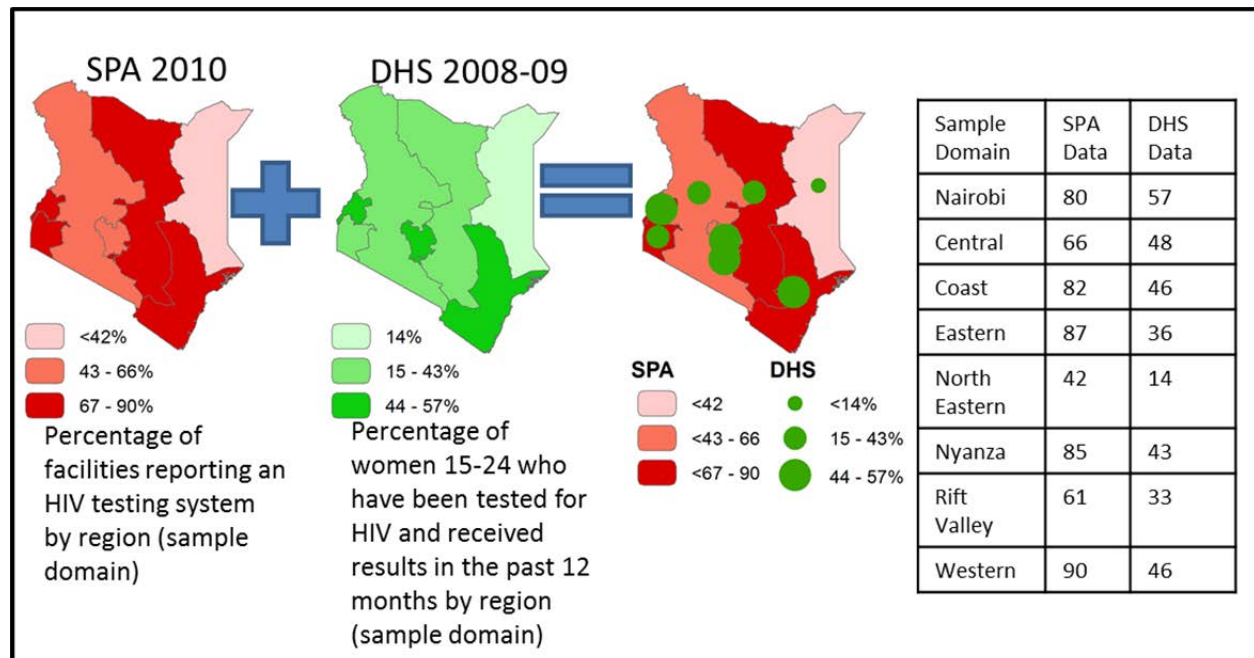 SPA 2010
<42%
43 - 66%
67 - 90%
Percentage of
facilities reporting an
HIV testing system
by region (sample
domain)
DHS 2008-09
14%
15 - 43%
44 - 57%
Percentage of
women 15-24 who
have been tested for
HIV and received
results in the past 12
months by region
(sample domain)
SPA DHS
<42 <14%
<43 - 66 15 - 43%
<67 - 90 44 - 57%
Sample
Domain
SPA
Data
DHS
Data
Nairobi 80 57
Central 66 48
Coast 82 46
Eastern 87 36
North
Eastern
42 14
Nyanza 85 43
Rift
Valley
61 33
Western 90 46